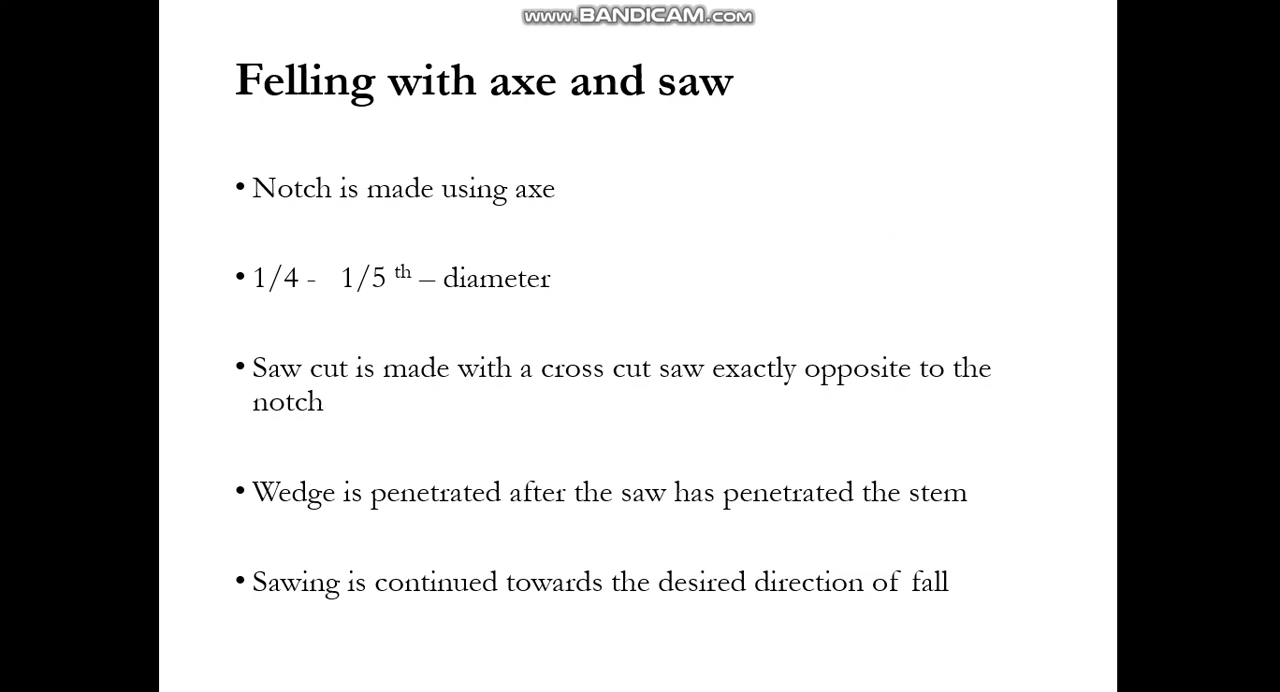 www.BANDICAM.com
Felling with axe and saw
• Notch is made using axe
• 1/4 - 1/5 th – diameter
• Saw cut is made with a cross cut saw exactly opposite to the
notch
• Wedge is penetrated after the saw has penetrated the stem
• Sawing is continued towards the desired direction of fall